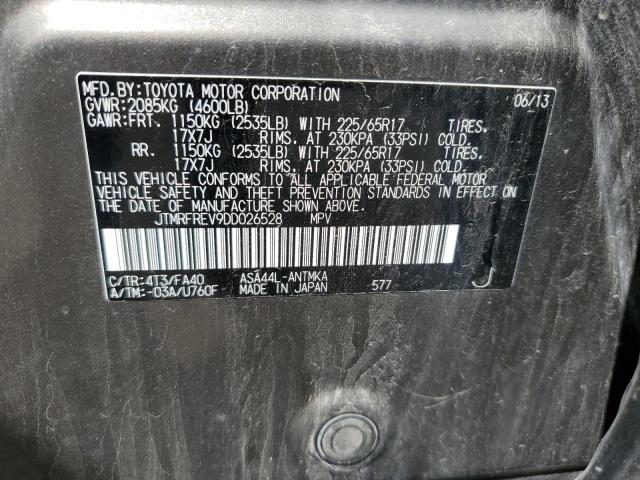 MFD. BY: TOYOTA MOTOR CORPORATION 06/13
GVWR: 2085KG (4600LB)
GAWR: FRT. 1150KG (2535LB) WITH 225/65R17 TIRES.
17X7J RIMS. AT 230KPA (33PSI) COLD.
RR. 1150KG (2535LB) WITH 225/65R17 TIRES.
17X7J RIMS. AT 230KPA (33PSI) COLD.
THIS VEHICLE CONFORMS TO ALL APPLICABLE FEDERAL MOTOR
VEHICLE SAFETY AND THEFT PREVENTION STANDARDS IN EFFECT ON
THE DATE OF MANUFACTURE SHOWN ABOVE.
JTMRFREV9DD026528 MPV
C/TR: 4T3/FA40 ASA44L-ANTMKA
A/TM: -03A/U760F MADE IN JAPAN 577 J